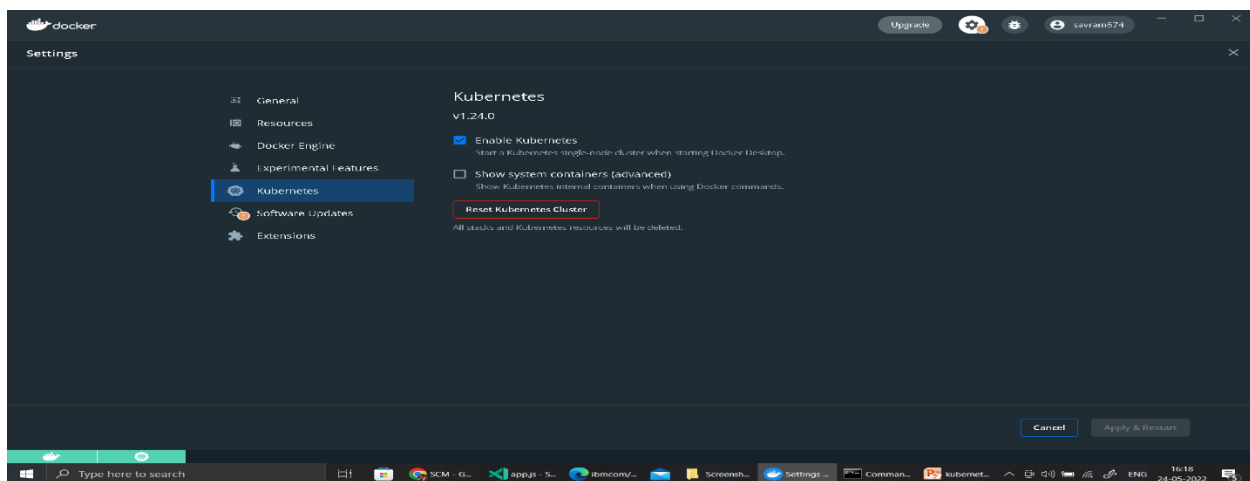 docker
Upgrade
savram674
Settings
General
Resources
Docker Engine
Experimental Features
Kubernetes
Software Updates
Extensions
Kubernetes
v1.24.0
Enable Kubernetes
Start a Kubernetes single-node cluster when starting Docker Desktop.
Show system containers (advanced)
Show Kubernetes internal containers when using Docker commands.
Reset Kubernetes Cluster
All stacks and Kubernetes resources will be deleted.
Cancel
Apply & Restart
Type here to search
SCM - G...
app.js - S...
ibmcom/...
Screensh...
Settings ...
Comman...
kubernet...
ENG
16:18
24-05-2022